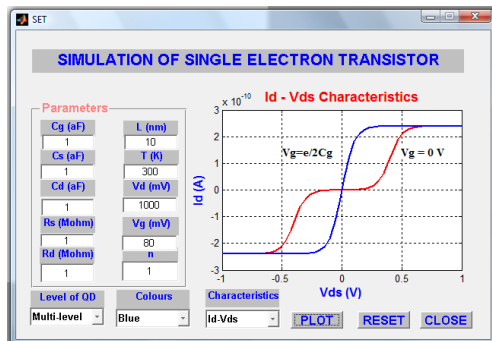 SET
SIMULATION OF SINGLE ELECTRON TRANSISTOR
Parameters
Cg (aF)
1
Cs (aF)
1
Cd (aF)
1
Rs (Mohm)
1
Rd (Mohm)
1
L (nm)
10
T (K)
300
Vd (mV)
1000
Vg (mV)
80
n
1
Id - Vds Characteristics
x 10^-10
3
2
1
0
-1
-2
-3
Id (A)
Vg=e/2Cg
Vg = 0 V
-1
-0.5
0
0.5
1
Vds (V)
Level of QD
Multi-level
Colours
Blue
Characteristics
Id-Vds
PLOT
RESET
CLOSE